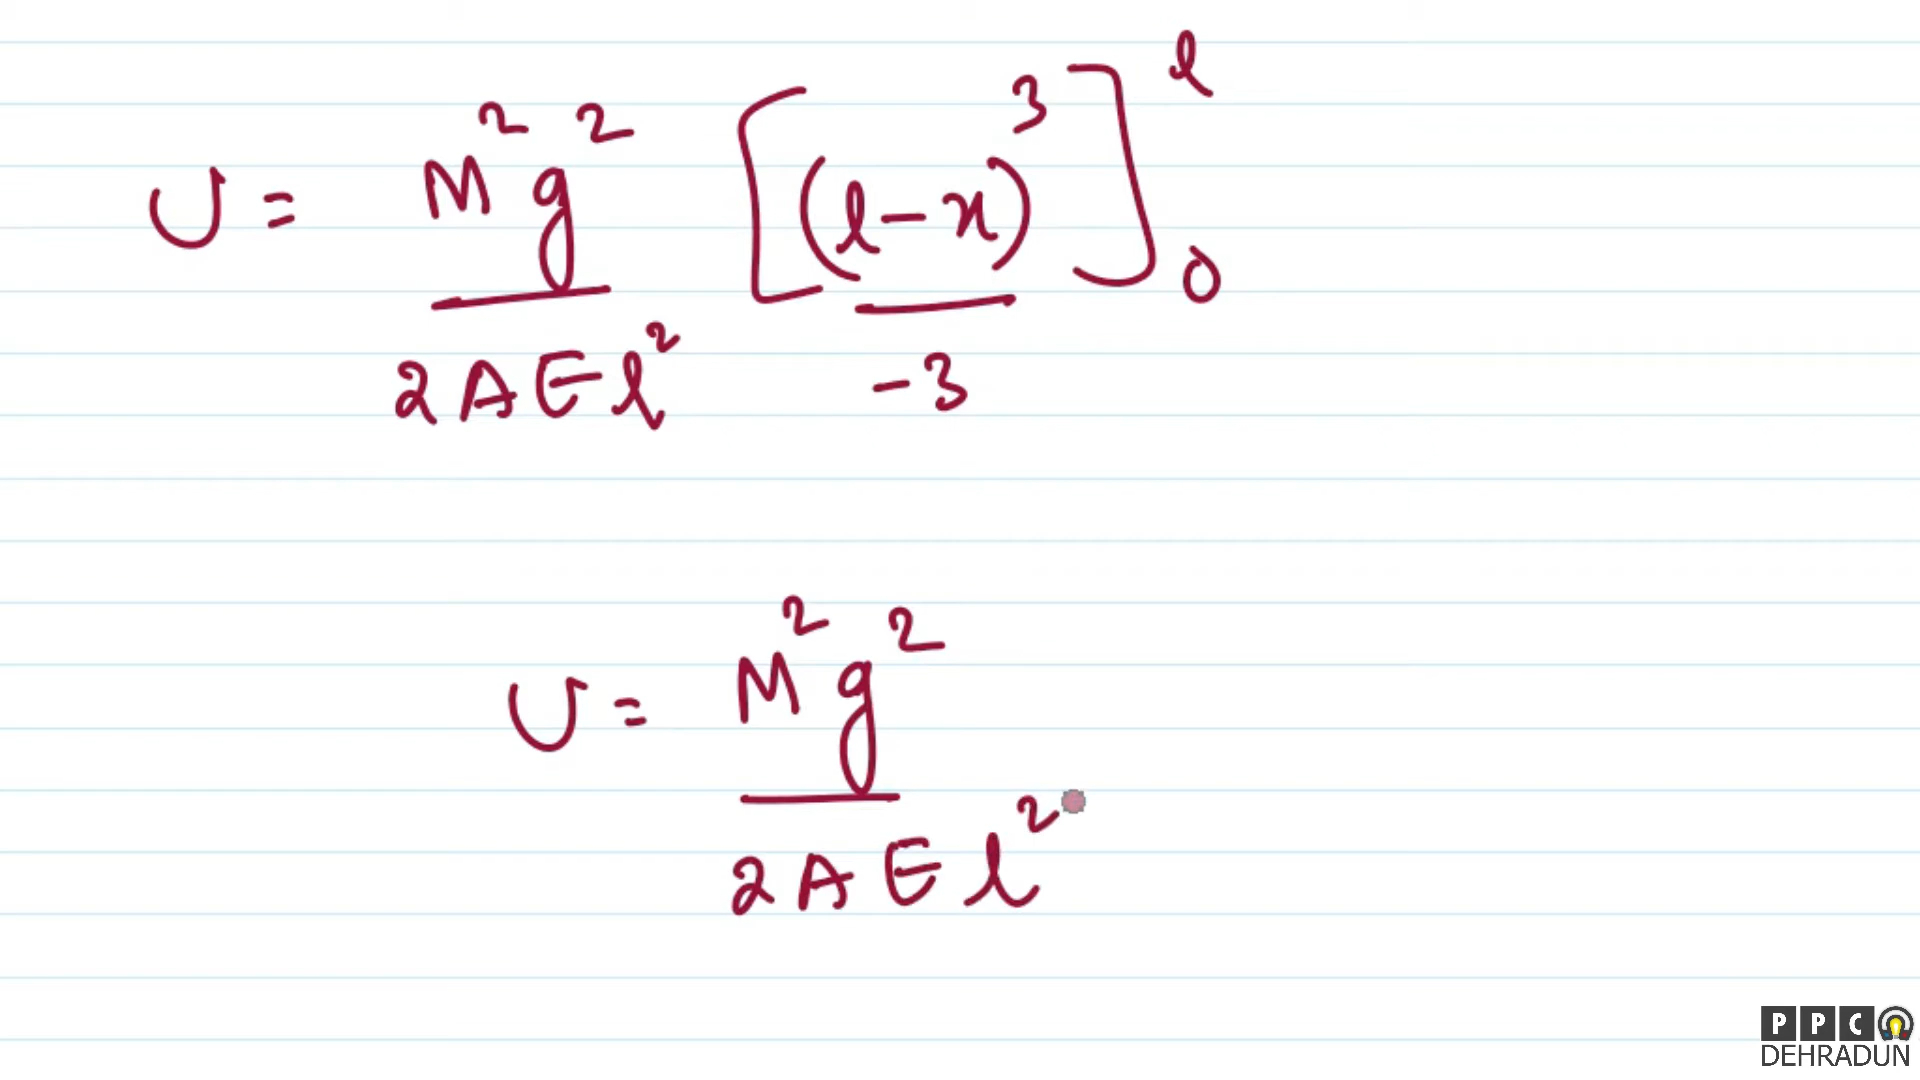 U = M²g² / 2AEl² [(l-x)³ / -3]₀ˡ
U = M²g² / 2AEl²
PPC
DEHRADUN